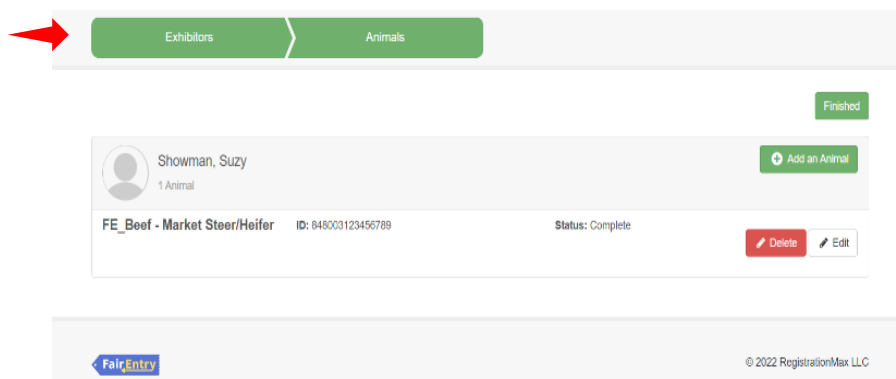 Exhibitors
Animals
Finished
Showman, Suzy
1 Animal
Add an Animal
FE_Beef - Market Steer/Heifer ID: 848003123456789 Status: Complete
Delete Edit
FairEntry © 2022 RegistrationMax LLC